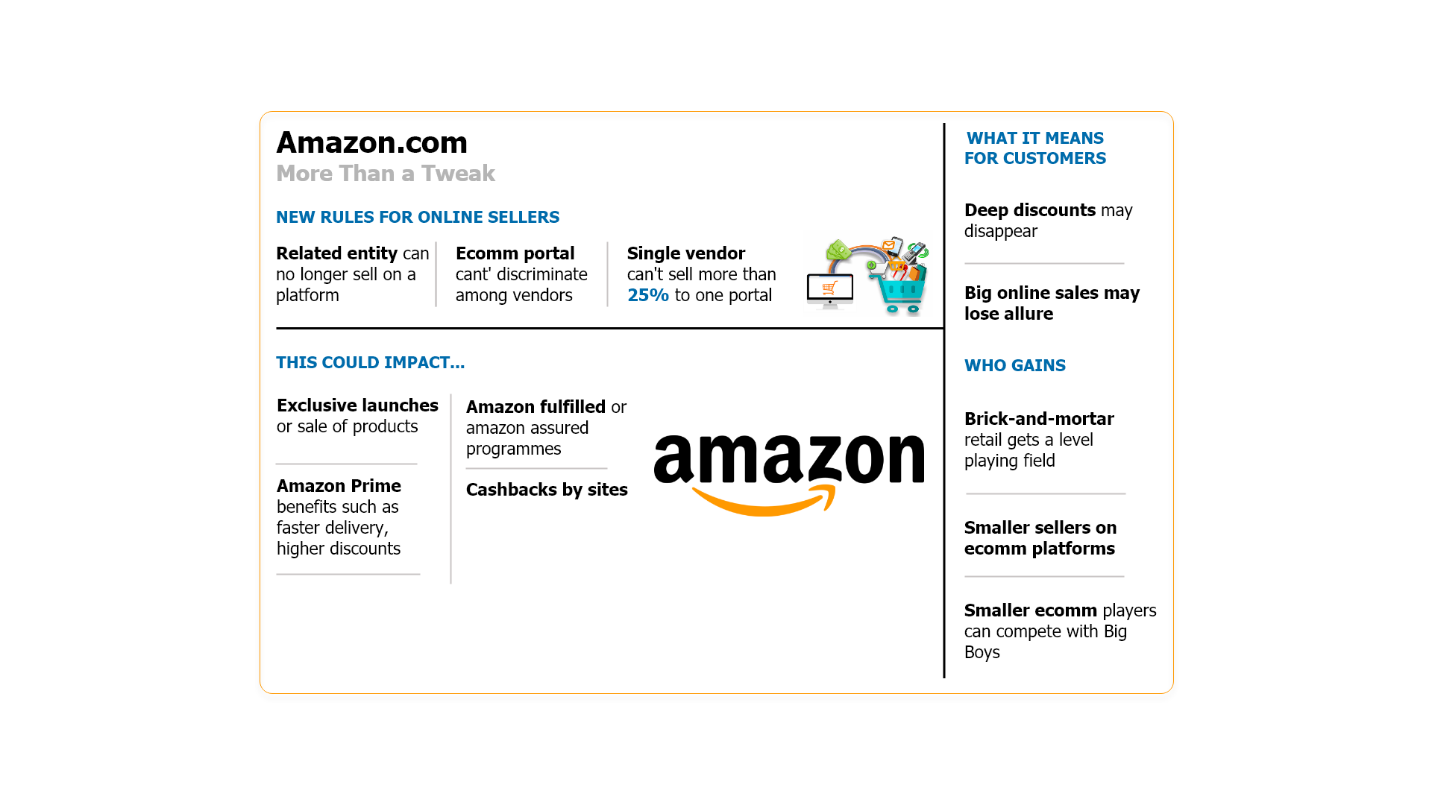 Amazon.com
More Than a Tweak
NEW RULES FOR ONLINE SELLERS
Related entity can
no longer sell on a
platform
Ecomm portal
cant' discriminate
among vendors
Single vendor
can't sell more than
25% to one portal
THIS COULD IMPACT...
Exclusive launches
or sale of products
Amazon Prime
benefits such as
faster delivery,
higher discounts
Amazon fulfilled or
amazon assured
programmes
Cashbacks by sites
amazon
WHAT IT MEANS
FOR CUSTOMERS
Deep discounts may
disappear
Big online sales may
lose allure
WHO GAINS
Brick-and-mortar
retail gets a level
playing field
Smaller sellers on
ecomm platforms
Smaller ecomm players
can compete with Big
Boys